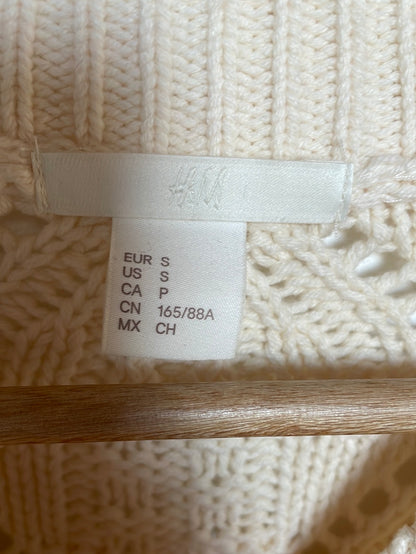 H&M
EUR S
US S
CA P
CN 165/88A
MX CH